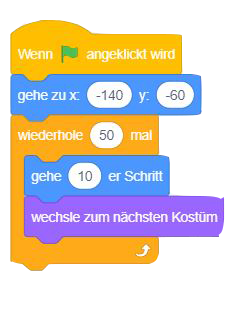 Wenn angeklickt wird
gehe zu x: -140 y: -60
wiederhole 50 mal
gehe 10 er Schritt
wechsle zum nächsten Kostüm